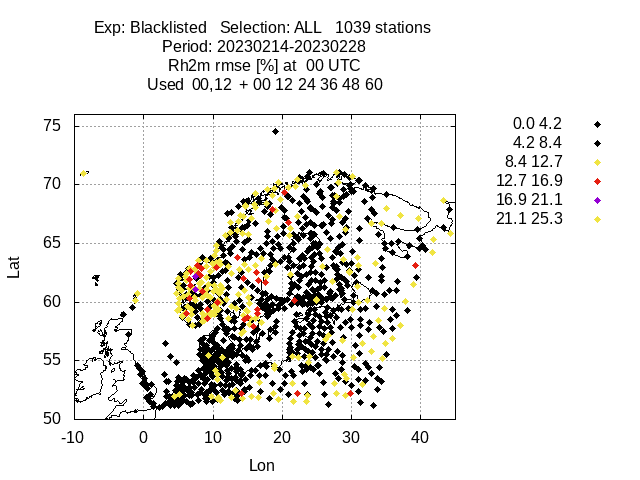 Exp: Blacklisted   Selection: ALL   1039 stations
Period: 20230214-20230228
Rh2m rmse [%] at  00 UTC
Used  00,12  + 00 12 24 36 48 60
75
70
65
60
55
50
Lat
-10 0 10 20 30 40
Lon
0.0 4.2
4.2 8.4
8.4 12.7
12.7 16.9
16.9 21.1
21.1 25.3